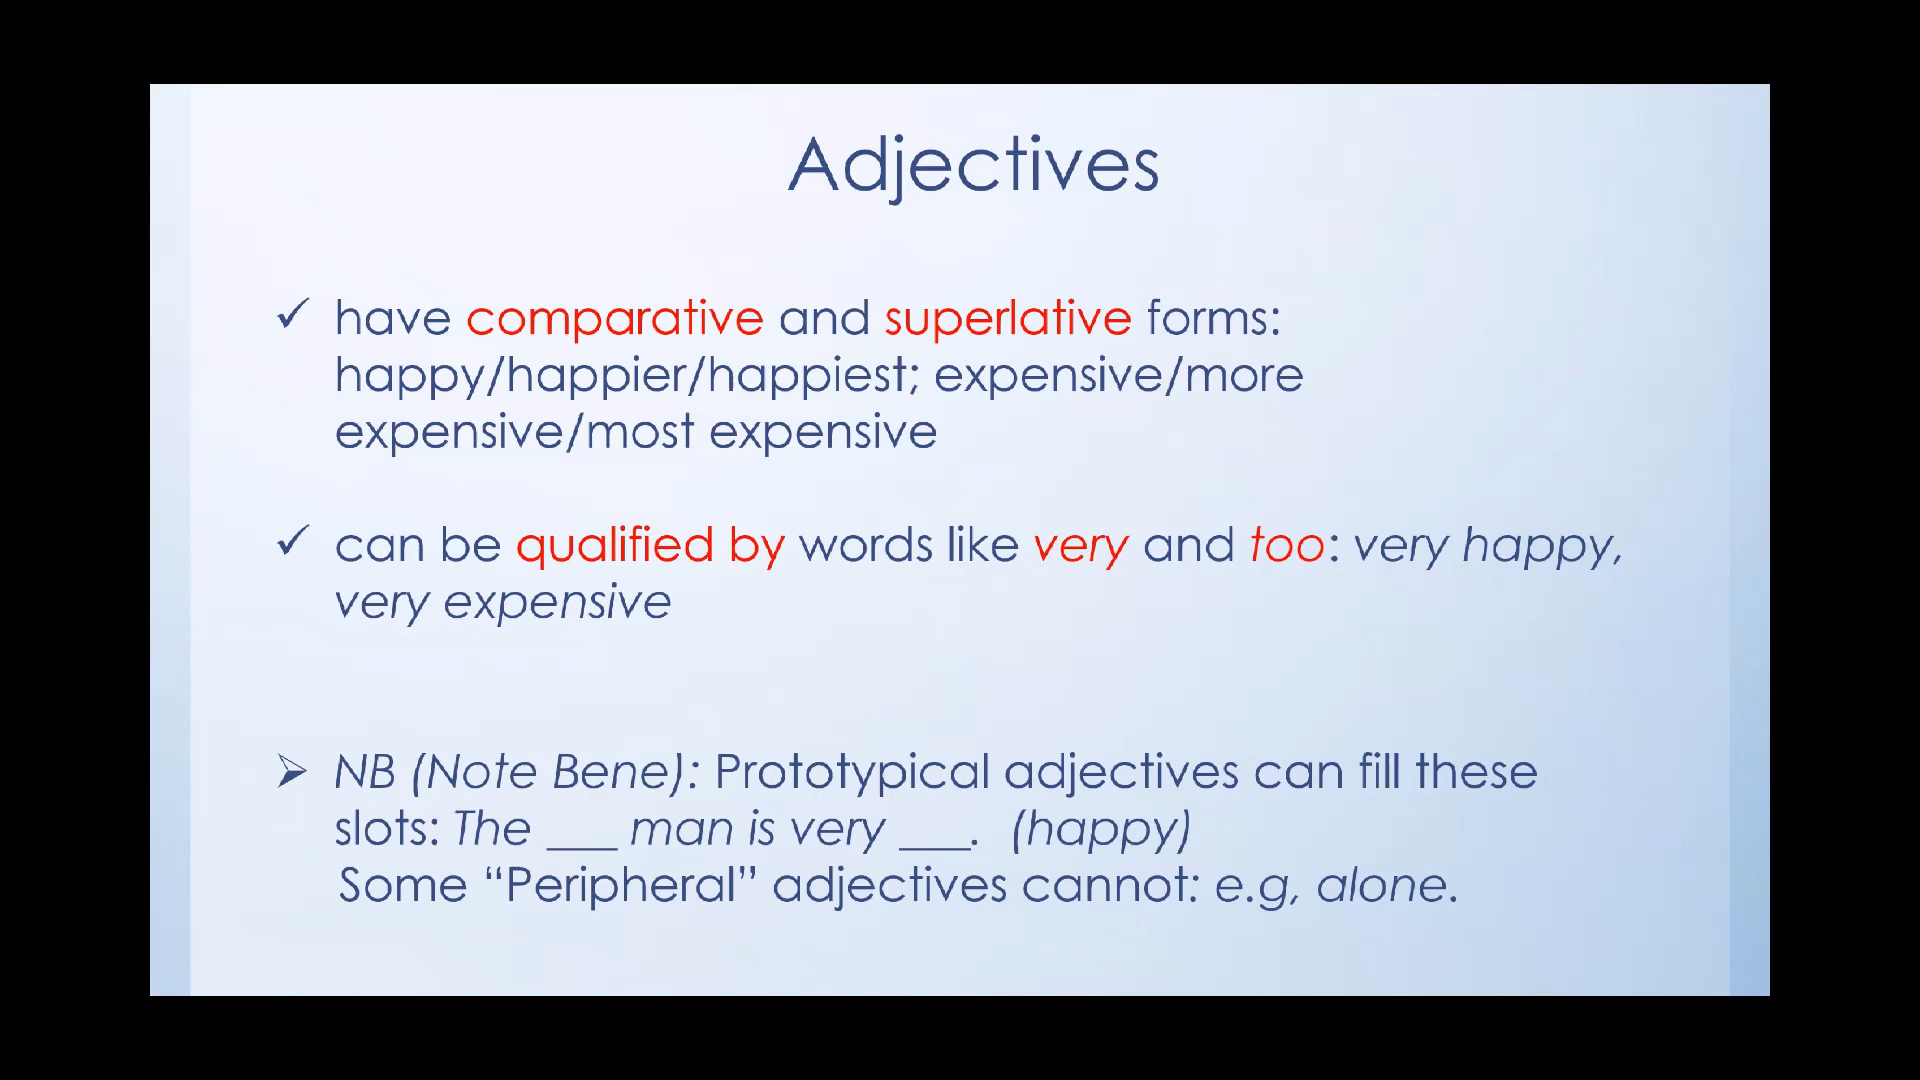 Adjectives
✓ have comparative and superlative forms:
happy/happier/happiest; expensive/more
expensive/most expensive
✓ can be qualified by words like very and too: very happy,
very expensive
➢ NB (Note Bene): Prototypical adjectives can fill these
slots: The ___ man is very ___. (happy)
Some “Peripheral” adjectives cannot: e.g, alone.